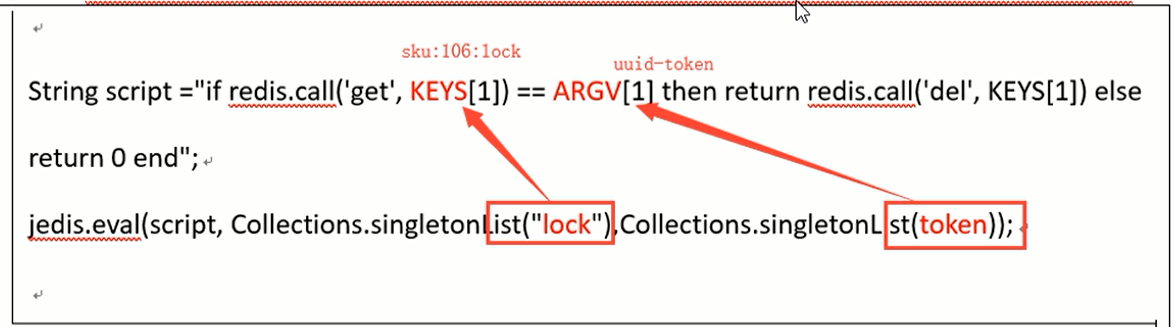 sku:106:lock
uuid-token
String script ="if redis.call('get', KEYS[1]) == ARGV[1] then return redis.call('del', KEYS[1]) else
return 0 end";
jedis.eval(script, Collections.singletonList("lock"),Collections.singletonList(token));